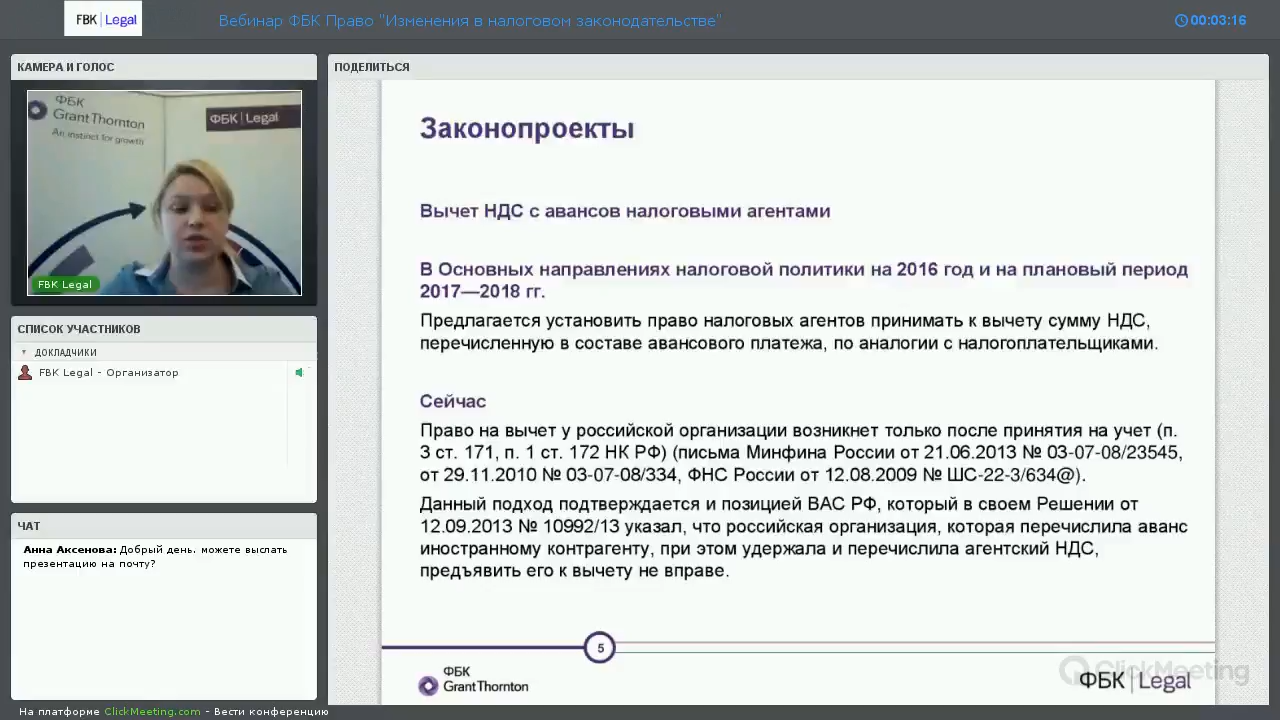 FBK Legal
Вебинар ФБК Право "Изменения в налоговом законодательстве"
00:03:16
КАМЕРА И ГОЛОС
ФБК
Grant Thornton
An instinct for growth
ФБК Legal
FBK Legal
СПИСОК УЧАСТНИКОВ
ДОКЛАДЧИКИ
FBK Legal - Организатор
ЧАТ
Анна Аксенова: Добрый день. можете выслать
презентацию на почту?
ПОДЕЛИТЬСЯ
Законопроекты
Вычет НДС с авансов налоговыми агентами
В Основных направлениях налоговой политики на 2016 год и на плановый период
2017—2018 гг.
Предлагается установить право налоговых агентов принимать к вычету сумму НДС,
перечисленную в составе авансового платежа, по аналогии с налогоплательщиками.
Сейчас
Право на вычет у российской организации возникнет только после принятия на учет (п.
3 ст. 171, п. 1 ст. 172 НК РФ) (письма Минфина России от 21.06.2013 № 03-07-08/23545,
от 29.11.2010 № 03-07-08/334, ФНС России от 12.08.2009 № ШС-22-3/634@).
Данный подход подтверждается и позицией ВАС РФ, который в своем Решении от
12.09.2013 № 10992/13 указал, что российская организация, которая перечислила аванс
иностранному контрагенту, при этом удержала и перечислила агентский НДС,
предъявить его к вычету не вправе.
5
ФБК
Grant Thornton
ClickMeeting
ФБК Legal
На платформе ClickMeeting.com - Вести конференцию